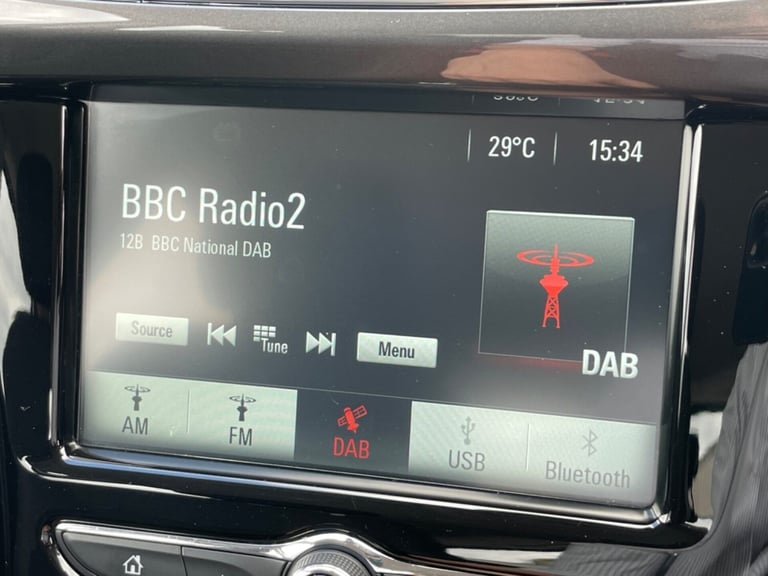 29°C 15:34
BBC Radio2
12B BBC National DAB
Source Tune Menu
DAB
AM FM DAB USB Bluetooth